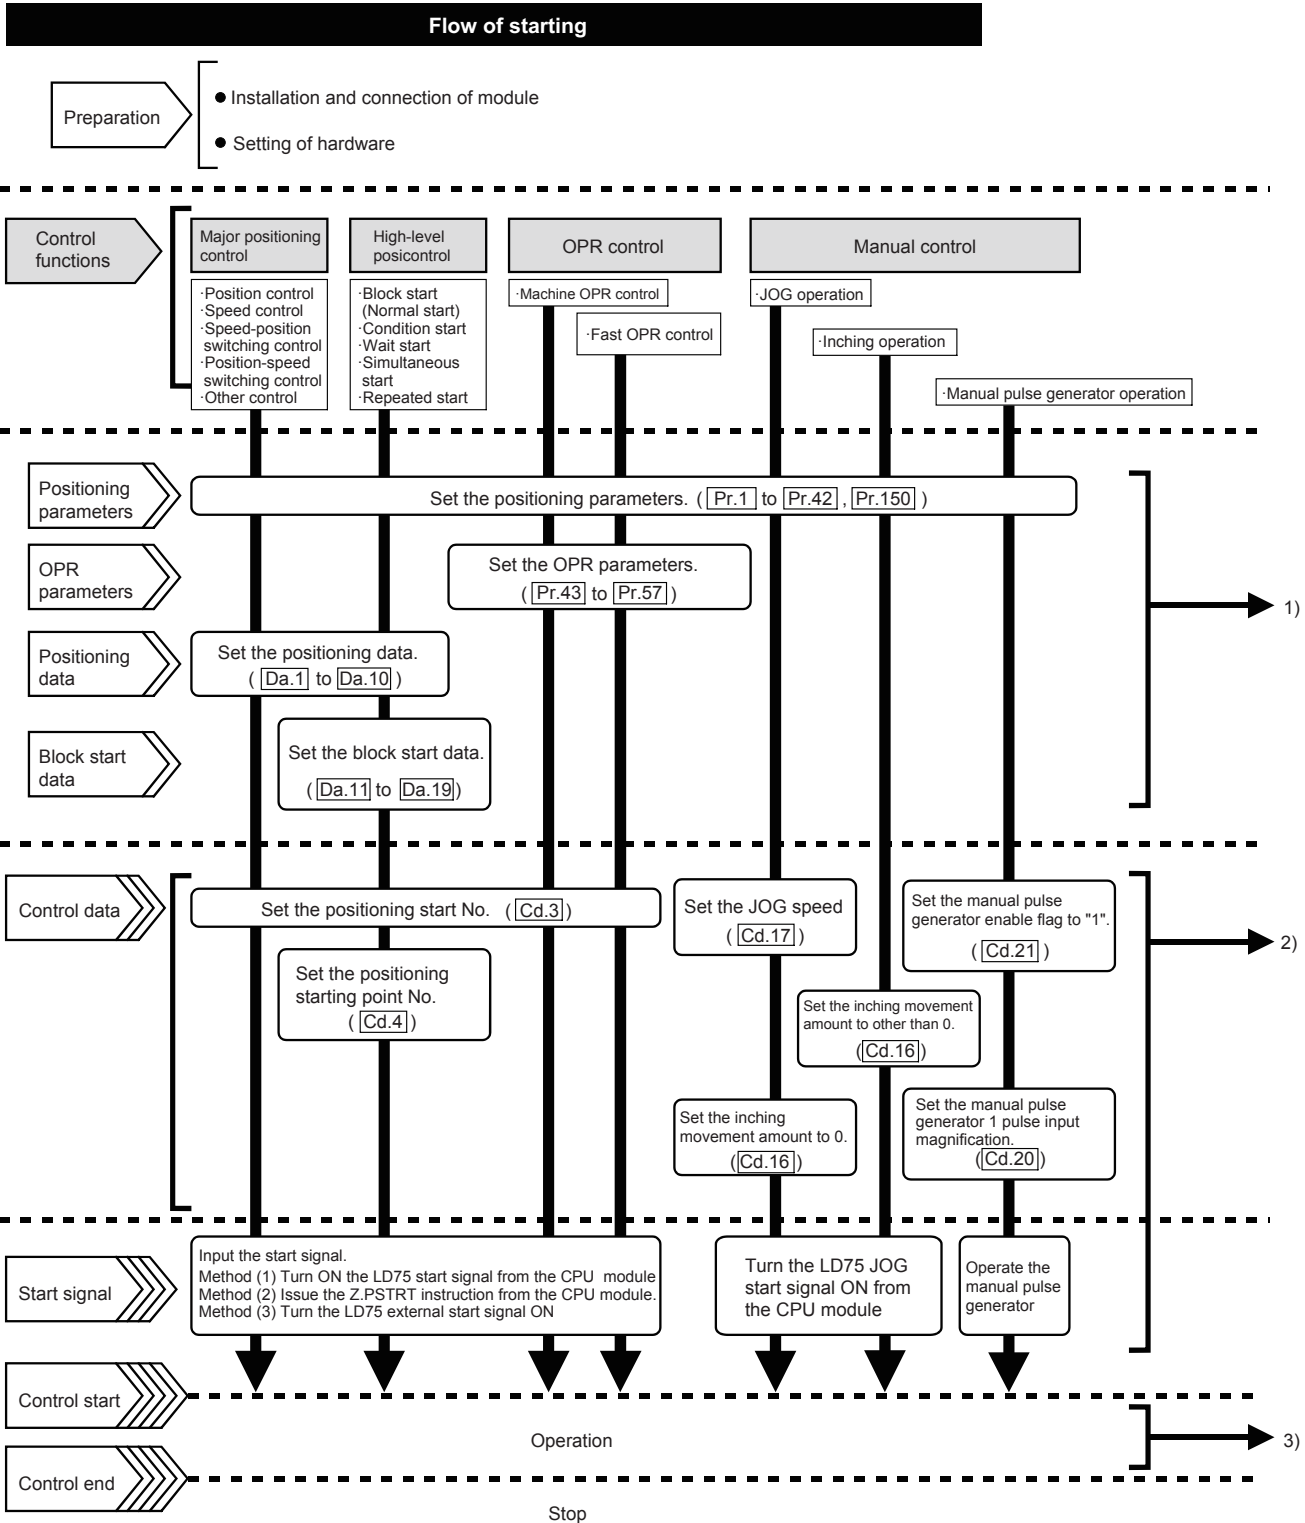 Flow of starting
Preparation
● Installation and connection of module
● Setting of hardware
Control
functions
Major positioning
control
·Position control
·Speed control
·Speed-position
switching control
·Position-speed
switching control
·Other control
High-level
posicontrol
·Block start
(Normal start)
·Condition start
·Wait start
·Simultaneous
start
·Repeated start
OPR control
·Machine OPR control
·Fast OPR control
Manual control
·JOG operation
·Inching operation
·Manual pulse generator operation
Positioning
parameters
Set the positioning parameters. ( Pr.1 to Pr.42 , Pr.150 )
OPR
parameters
Set the OPR parameters.
( Pr.43 to Pr.57 )
1)
Positioning
data
Set the positioning data.
( Da.1 to Da.10 )
Block start
data
Set the block start data.
( Da.11 to Da.19 )
Control data
Set the positioning start No. ( Cd.3 )
Set the positioning
starting point No.
( Cd.4 )
Set the JOG speed
( Cd.17 )
Set the inching
movement amount to 0.
( Cd.16 )
Set the inching movement
amount to other than 0.
( Cd.16 )
Set the manual pulse
generator enable flag to "1".
( Cd.21 )
Set the manual pulse
generator 1 pulse input
magnification.
( Cd.20 )
2)
Start signal
Input the start signal.
Method (1) Turn ON the LD75 start signal from the CPU module
Method (2) Issue the Z.PSTRT instruction from the CPU module.
Method (3) Turn the LD75 external start signal ON
Turn the LD75 JOG
start signal ON from
the CPU module
Operate the
manual pulse
generator
Control start
Operation
3)
Control end
Stop